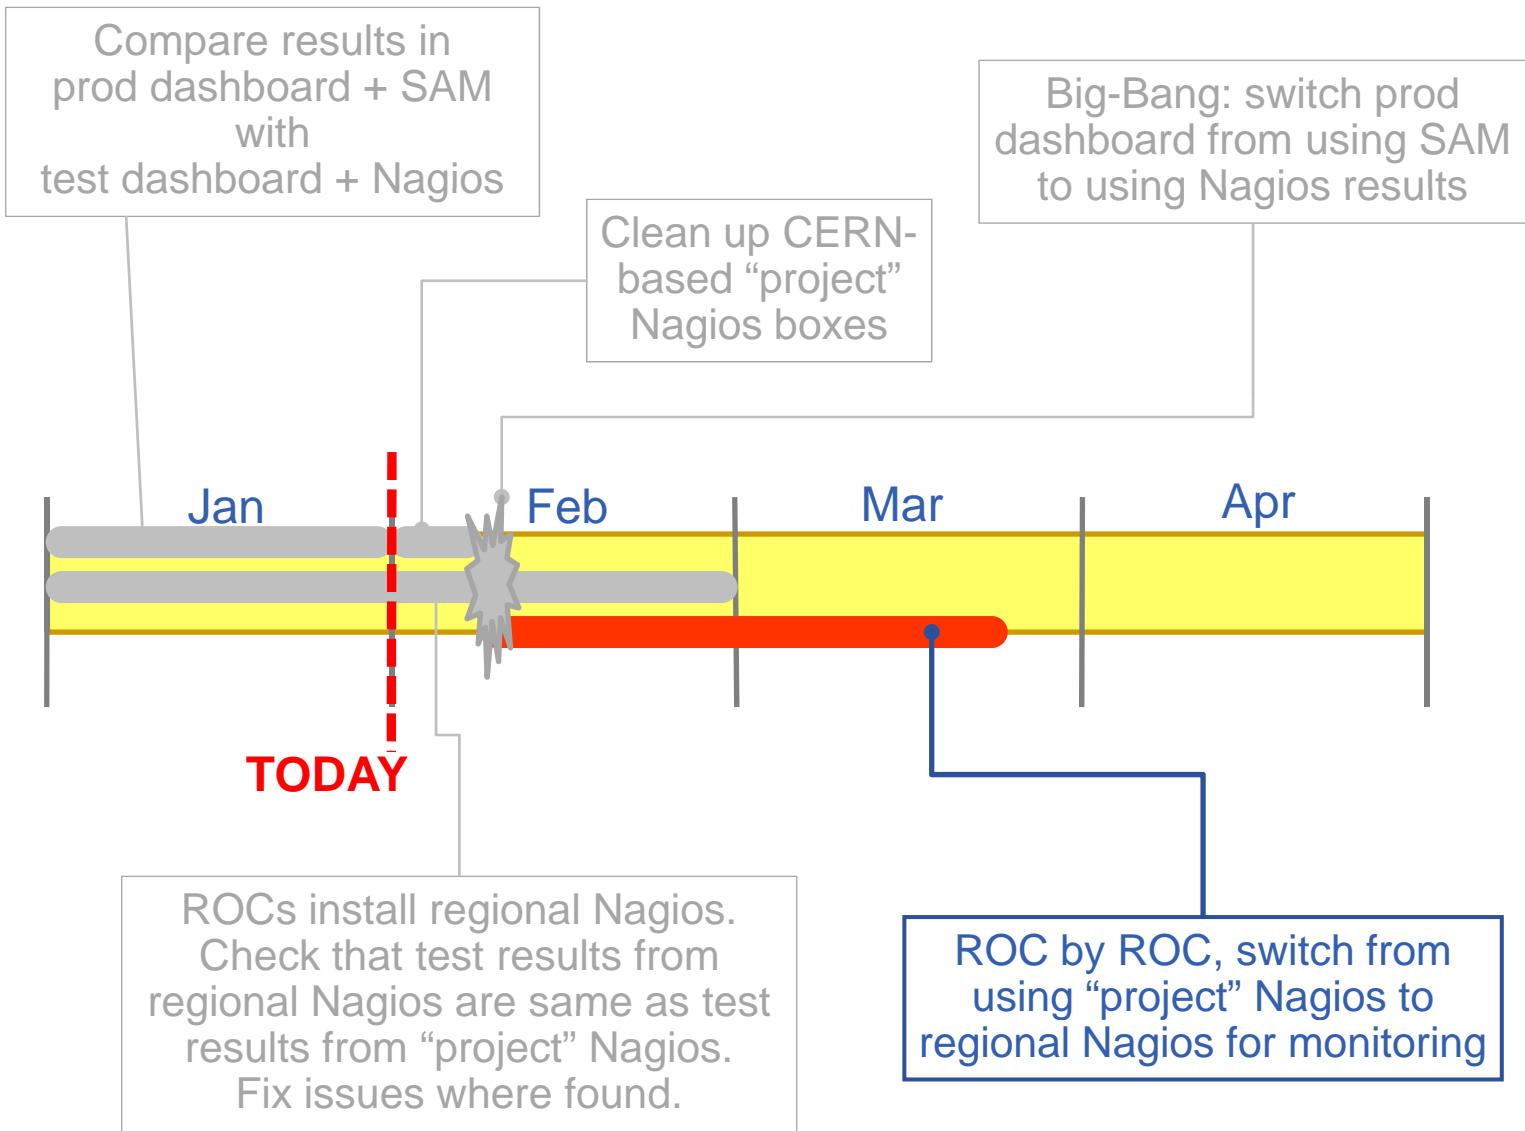 Compare results in
prod dashboard + SAM
with
test dashboard + Nagios
Big-Bang: switch prod
dashboard from using SAM
to using Nagios results
Clean up CERN-
based “project”
Nagios boxes
Jan
Feb
Mar
Apr
TODAY
ROCs install regional Nagios.
Check that test results from
regional Nagios are same as test
results from “project” Nagios.
Fix issues where found.
ROC by ROC, switch from
using “project” Nagios to
regional Nagios for monitoring